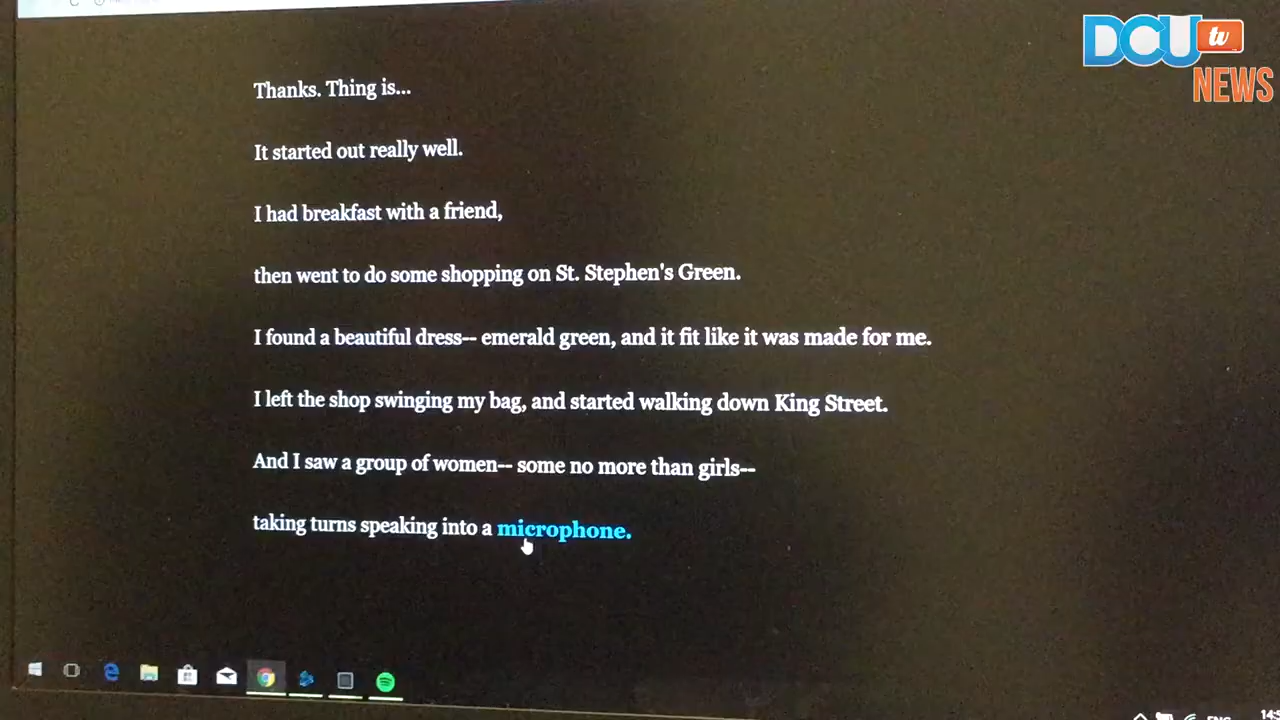 DCU tv
NEWS
Thanks. Thing is...
It started out really well.
I had breakfast with a friend,
then went to do some shopping on St. Stephen's Green.
I found a beautiful dress-- emerald green, and it fit like it was made for me.
I left the shop swinging my bag, and started walking down King Street.
And I saw a group of women-- some no more than girls--
taking turns speaking into a microphone.
ENG